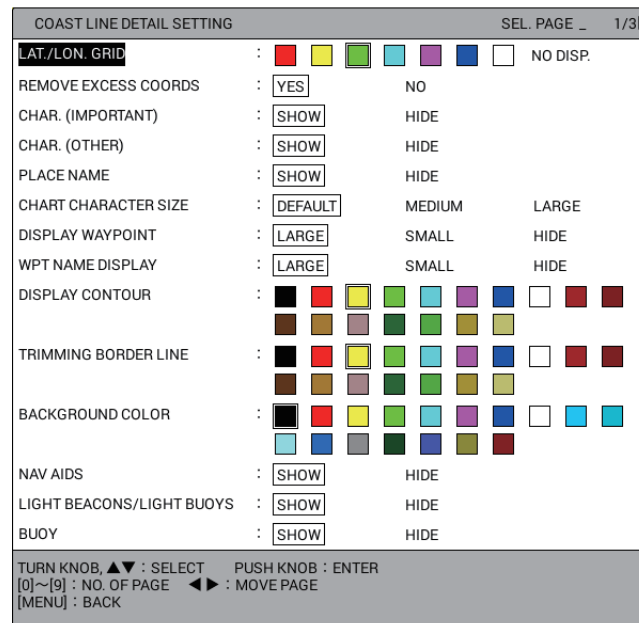 COAST LINE DETAIL SETTING SEL. PAGE _ 1/3
LAT./LON. GRID : NO DISP.
REMOVE EXCESS COORDS : YES NO
CHAR. (IMPORTANT) : SHOW HIDE
CHAR. (OTHER) : SHOW HIDE
PLACE NAME : SHOW HIDE
CHART CHARACTER SIZE : DEFAULT MEDIUM LARGE
DISPLAY WAYPOINT : LARGE SMALL HIDE
WPT NAME DISPLAY : LARGE SMALL HIDE
DISPLAY CONTOUR :
TRIMMING BORDER LINE :
BACKGROUND COLOR :
NAV AIDS : SHOW HIDE
LIGHT BEACONS/LIGHT BUOYS : SHOW HIDE
BUOY : SHOW HIDE
TURN KNOB, ▲▼ : SELECT PUSH KNOB : ENTER
[0]~[9] : NO. OF PAGE ◀ ▶ : MOVE PAGE
[MENU] : BACK